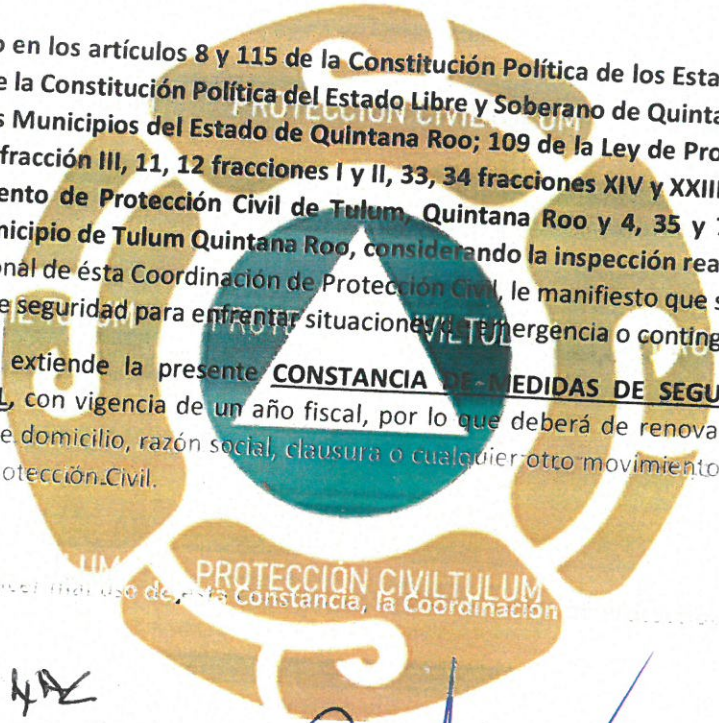 o en los artículos 8 y 115 de la Constitución Política de los Esta
e la Constitución Política del Estado Libre y Soberano de Quinta
s Municipios del Estado de Quintana Roo; 109 de la Ley de Pro
fracción III, 11, 12 fracciones I y II, 33, 34 fracciones XIV y XXIII
ento de Protección Civil de Tulum, Quintana Roo y 4, 35 y
nicipio de Tulum Quintana Roo, considerando la inspección rea
onal de ésta Coordinación de Protección Civil, le manifiesto que s
e seguridad para enfrentar situaciones de emergencia o conting
extiende la presente CONSTANCIA DE MEDIDAS DE SEGU
L, con vigencia de un año fiscal, por lo que deberá de renova
e domicilio, razón social, clausura o cualquier otro movimiento
otección Civil.
PROTECCIÓN CIVILTULUM
uso de esta Constancia, la Coordinación